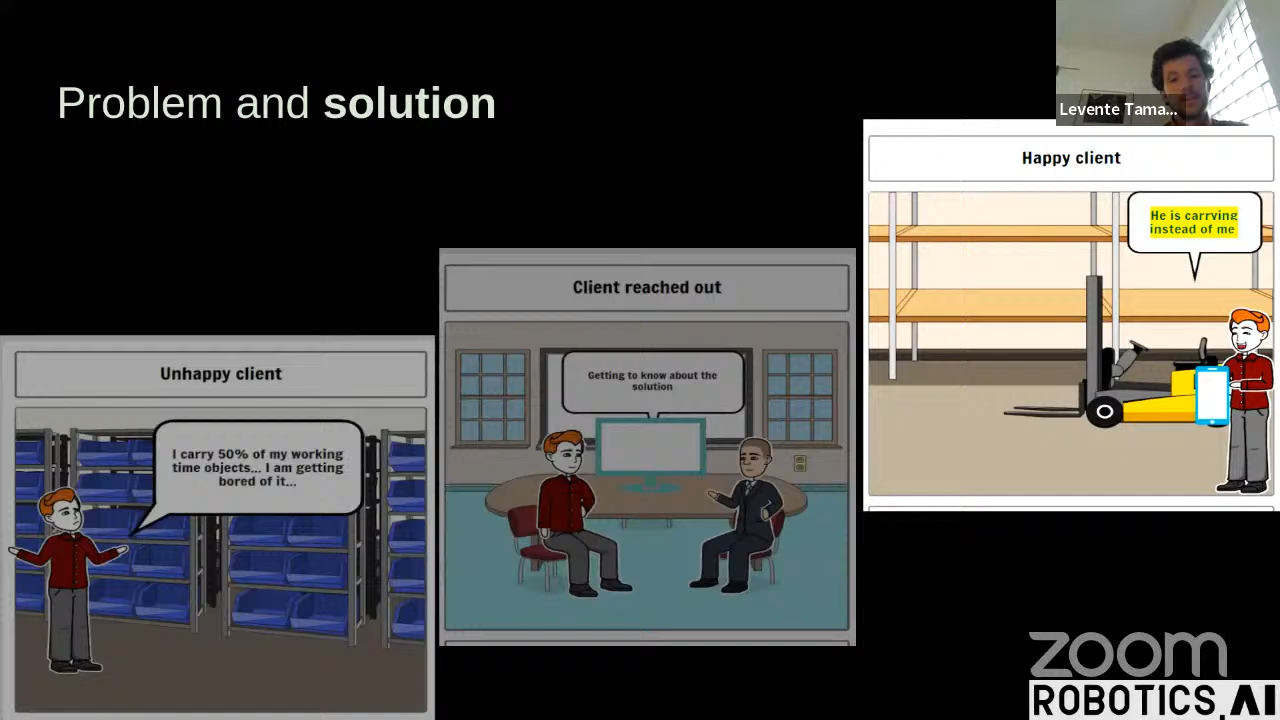 Problem and solution
Levente Tama...
Happy client
He is carrying
instead of me
Client reached out
Getting to know about the
solution
Unhappy client
I carry 50% of my working
time objects... I am getting
bored of it...
zoom
ROBOTICS.AI